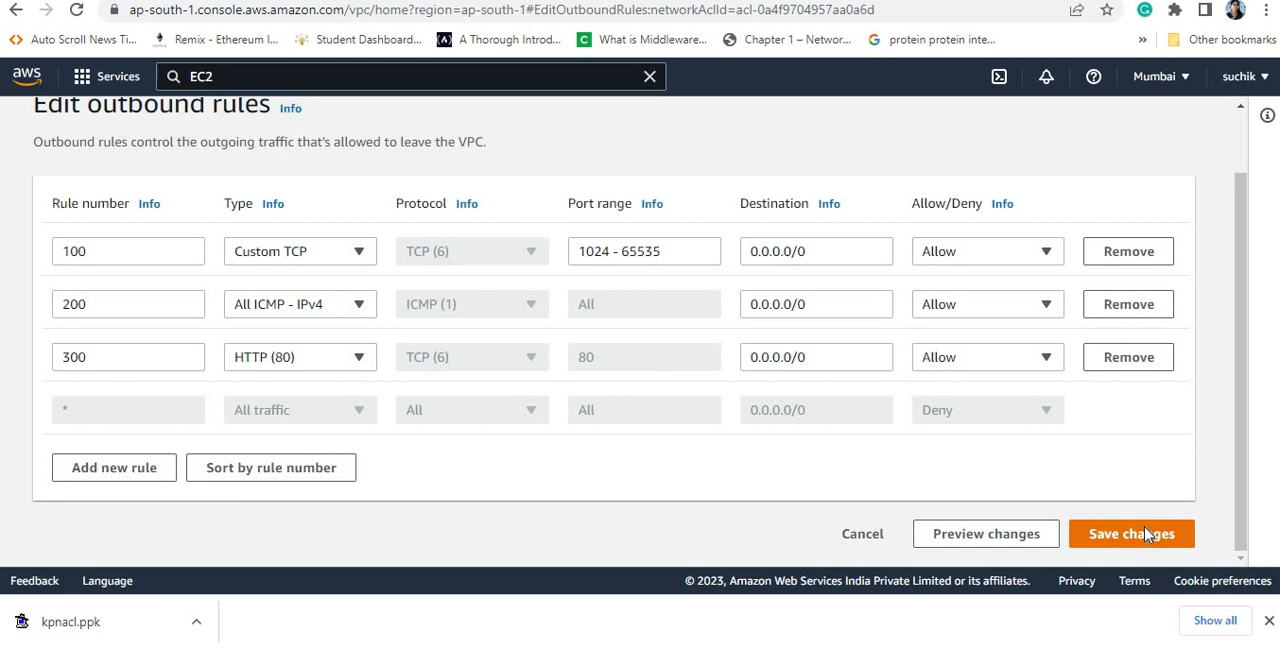 ap-south-1.console.aws.amazon.com/vpc/home?region=ap-south-1#EditOutboundRules:networkAclId=acl-0a4f9704957aa0a6d
Auto Scroll News Ti... Remix - Ethereum I... Student Dashboard... A Thorough Introd... What is Middleware... Chapter 1 – Networ... protein protein inte... » Other bookmarks
aws Services EC2 Mumbai suchik
Edit outbound rules Info
Outbound rules control the outgoing traffic that's allowed to leave the VPC.
Rule number Info Type Info Protocol Info Port range Info Destination Info Allow/Deny Info
100 Custom TCP TCP (6) 1024 - 65535 0.0.0.0/0 Allow Remove
200 All ICMP - IPv4 ICMP (1) All 0.0.0.0/0 Allow Remove
300 HTTP (80) TCP (6) 80 0.0.0.0/0 Allow Remove
* All traffic All All 0.0.0.0/0 Deny
Add new rule Sort by rule number
Cancel Preview changes Save changes
Feedback Language © 2023, Amazon Web Services India Private Limited or its affiliates. Privacy Terms Cookie preferences
kpnacl.ppk Show all